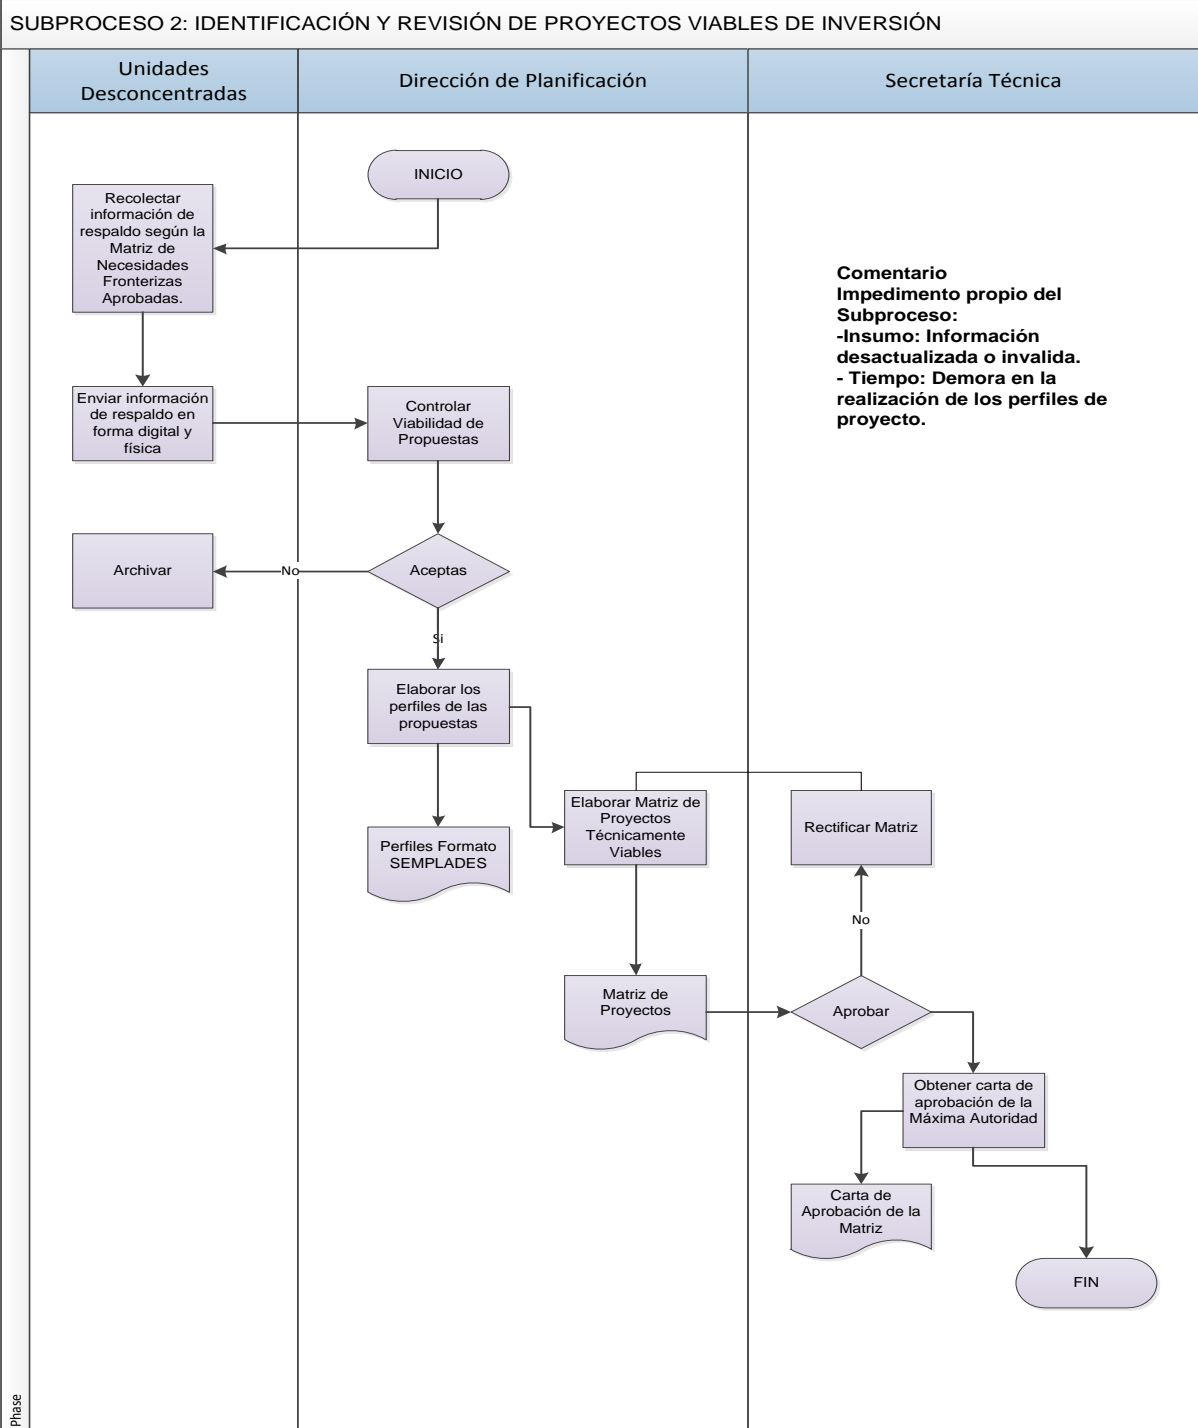 SUBPROCESO 2: IDENTIFICACIÓN Y REVISIÓN DE PROYECTOS VIABLES DE INVERSIÓN
Unidades
Desconcentradas
Dirección de Planificación
Secretaría Técnica
INICIO
Recolectar
información de
respaldo según la
Matriz de
Necesidades
Fronterizas
Aprobadas.
Comentario
Impedimento propio del
Subproceso:
-Insumo: Información
desactualizada o invalida.
- Tiempo: Demora en la
realización de los perfiles de
proyecto.
Enviar información
de respaldo en
forma digital y
física
Controlar
Viabilidad de
Propuestas
Archivar
No
Aceptas
Si
Elaborar los
perfiles de las
propuestas
Perfiles Formato
SEMPLADES
Elaborar Matriz de
Proyectos
Técnicamente
Viables
Rectificar Matriz
No
Matriz de
Proyectos
Aprobar
Obtener carta de
aprobación de la
Máxima Autoridad
Carta de
Aprobación de la
Matriz
FIN
Phase